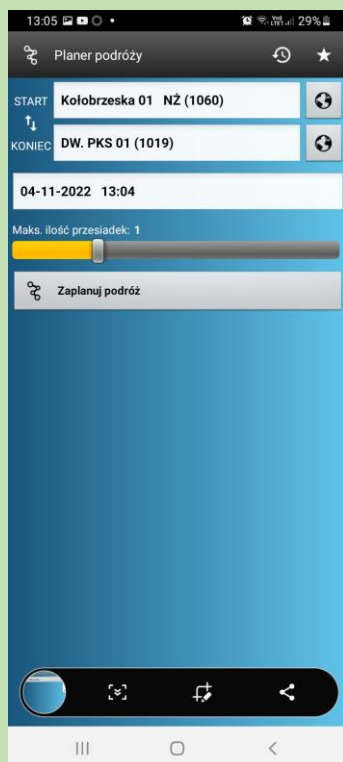 13:05 29%
Planer podróży
START Kołobrzeska 01 NŻ (1060)
KONIEC DW. PKS 01 (1019)
04-11-2022 13:04
Maks. ilość przesiadek: 1
Zaplanuj podróż